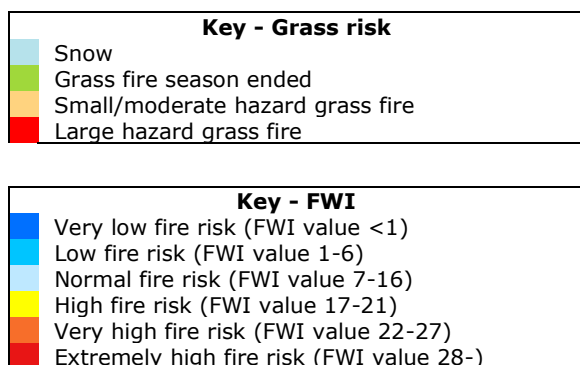 Key - Grass risk
Snow
Grass fire season ended
Small/moderate hazard grass fire
Large hazard grass fire
Key - FWI
Very low fire risk (FWI value <1)
Low fire risk (FWI value 1-6)
Normal fire risk (FWI value 7-16)
High fire risk (FWI value 17-21)
Very high fire risk (FWI value 22-27)
Extremely high fire risk (FWI value 28-)